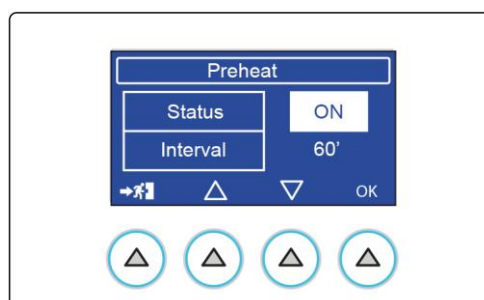 Preheat
Status ON
Interval 60’
OK